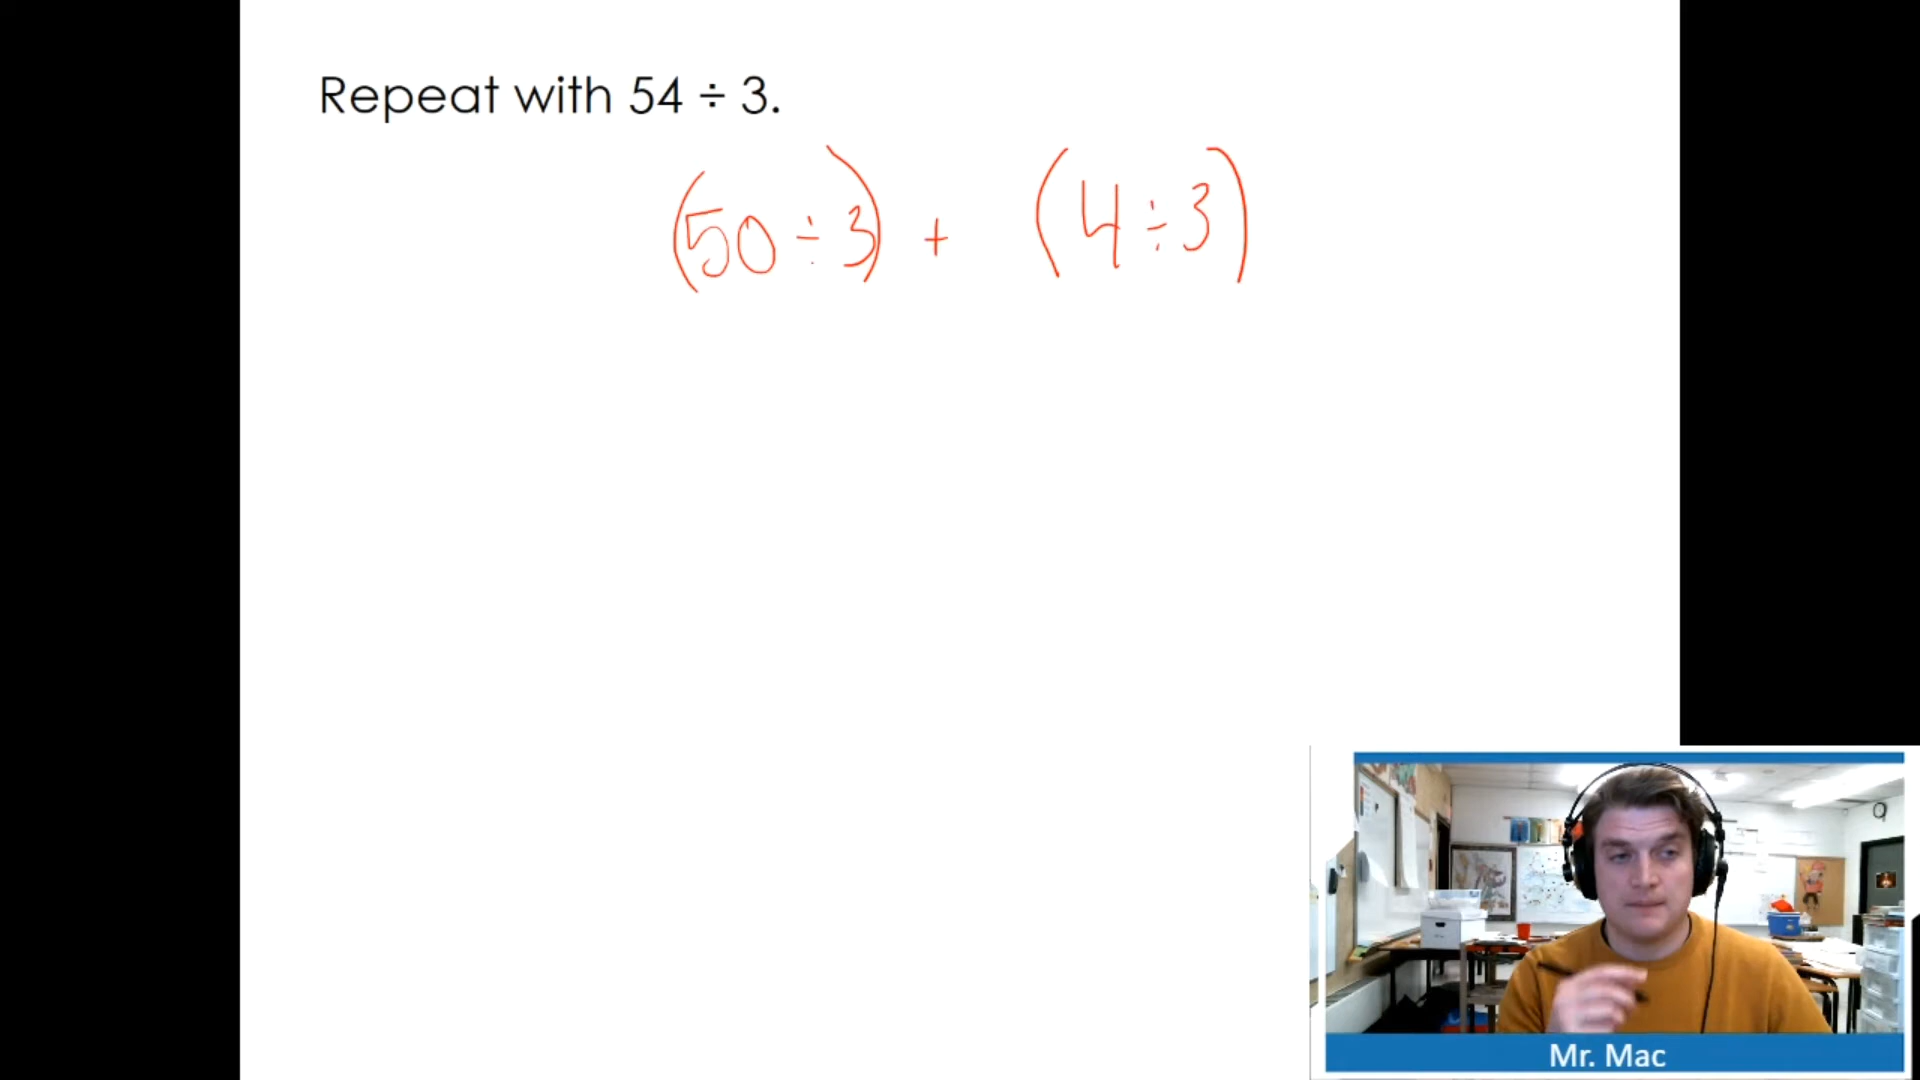 Repeat with 54 ÷ 3.
(50 ÷ 3) + (4 ÷ 3)
Mr. Mac